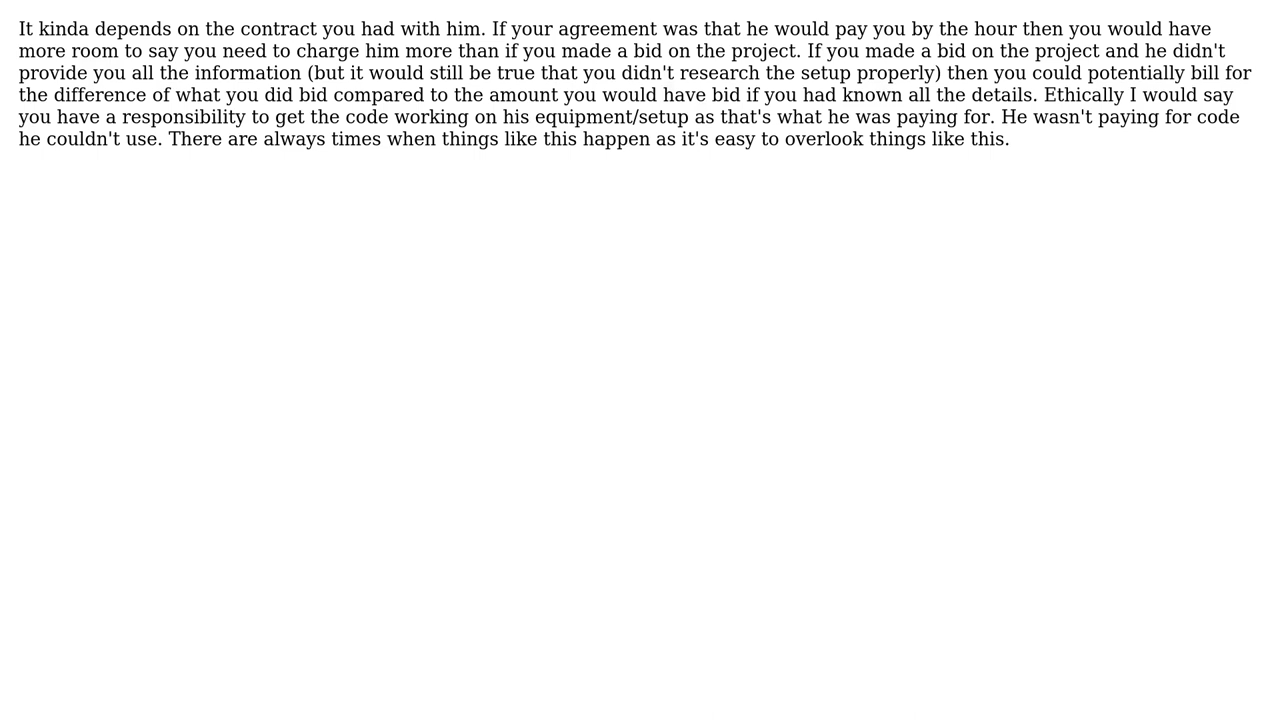 It kinda depends on the contract you had with him. If your agreement was that he would pay you by the hour then you would have
more room to say you need to charge him more than if you made a bid on the project. If you made a bid on the project and he didn't
provide you all the information (but it would still be true that you didn't research the setup properly) then you could potentially bill for
the difference of what you did bid compared to the amount you would have bid if you had known all the details. Ethically I would say
you have a responsibility to get the code working on his equipment/setup as that's what he was paying for. He wasn't paying for code
he couldn't use. There are always times when things like this happen as it's easy to overlook things like this.